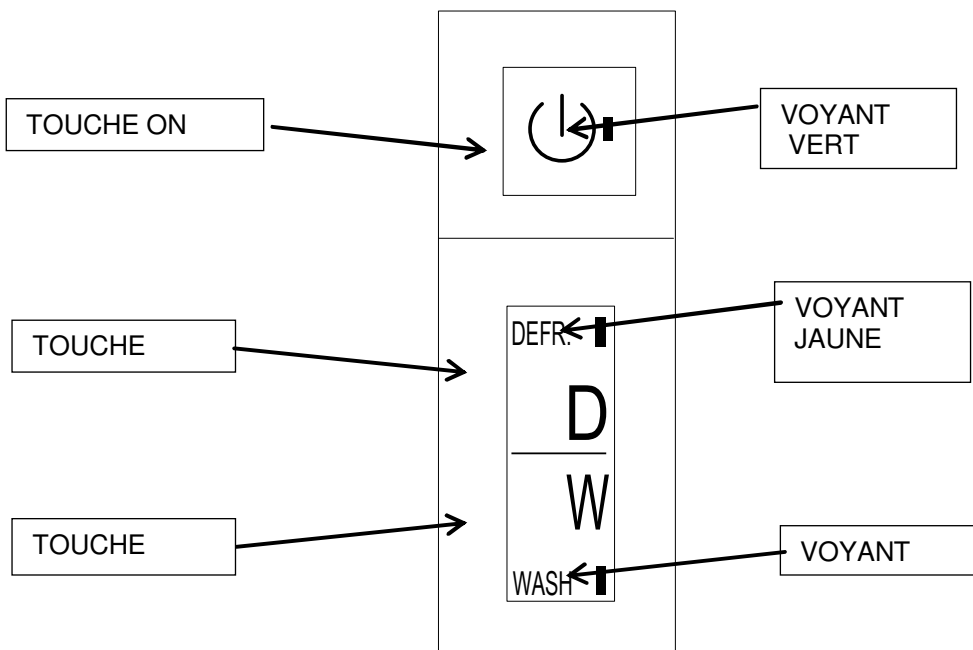 TOUCHE ON
VOYANT
VERT
TOUCHE
DEFR.
VOYANT
JAUNE
D
W
TOUCHE
WASH
VOYANT